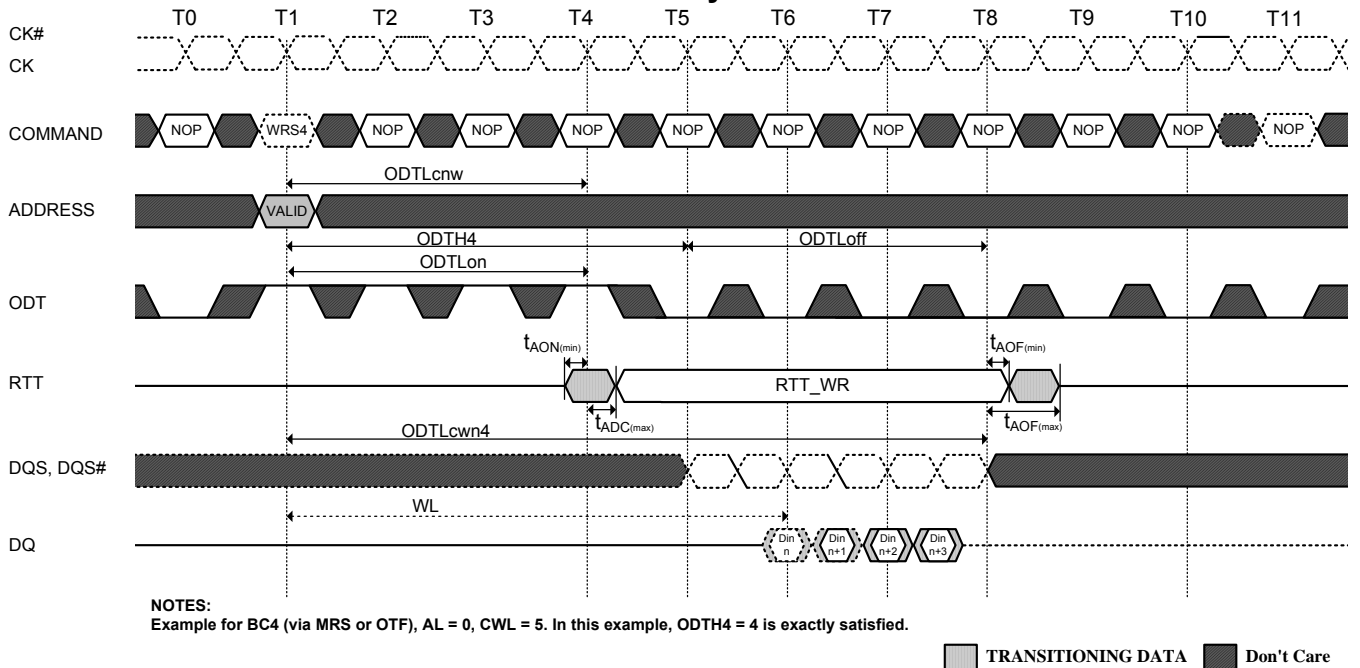 T0 T1 T2 T3 T4 T5 T6 T7 T8 T9 T10 T11
CK#
CK
COMMAND NOP WRS4 NOP NOP NOP NOP NOP NOP NOP NOP NOP NOP
ODTLcnw
ADDRESS VALID
ODTH4 ODTLoff
ODTLon
ODT
tAON(min) tAOF(min)
RTT RTT_WR
tADC(max) tAOF(max)
ODTLcwn4
DQS, DQS#
WL
DQ Din n Din n+1 Din n+2 Din n+3
NOTES:
Example for BC4 (via MRS or OTF), AL = 0, CWL = 5. In this example, ODTH4 = 4 is exactly satisfied.
TRANSITIONING DATA Don't Care